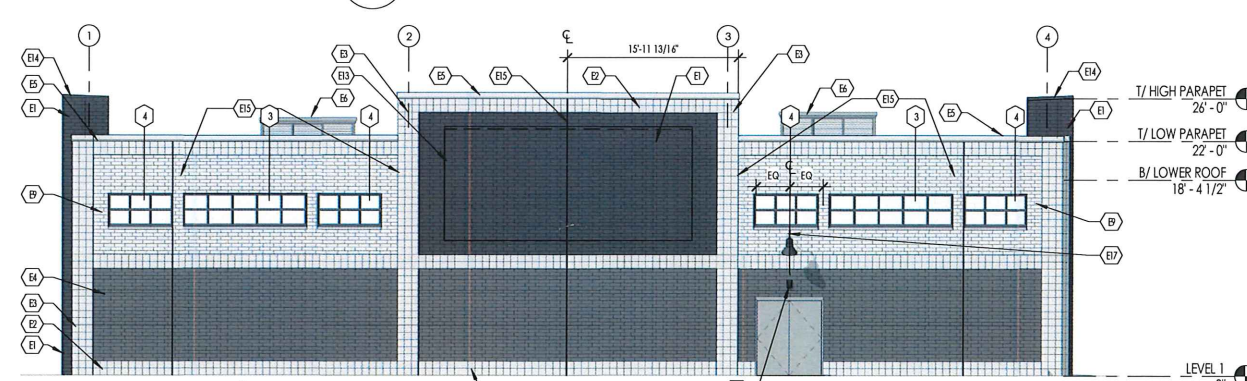 1
2
℄
3
4
15'-11 13/16"
E14
E3
E3
E14
E5
E13
E5
E15
E2
E1
T/ HIGH PARAPET
26' - 0"
E1
E15
E6
E6
E15
E5
E1
4
3
4
4
3
4
T/ LOW PARAPET
22' - 0"
℄
EQ
EQ
B/ LOWER ROOF
18' - 4 1/2"
E9
E9
E17
E4
E3
E2
E1
LEVEL 1